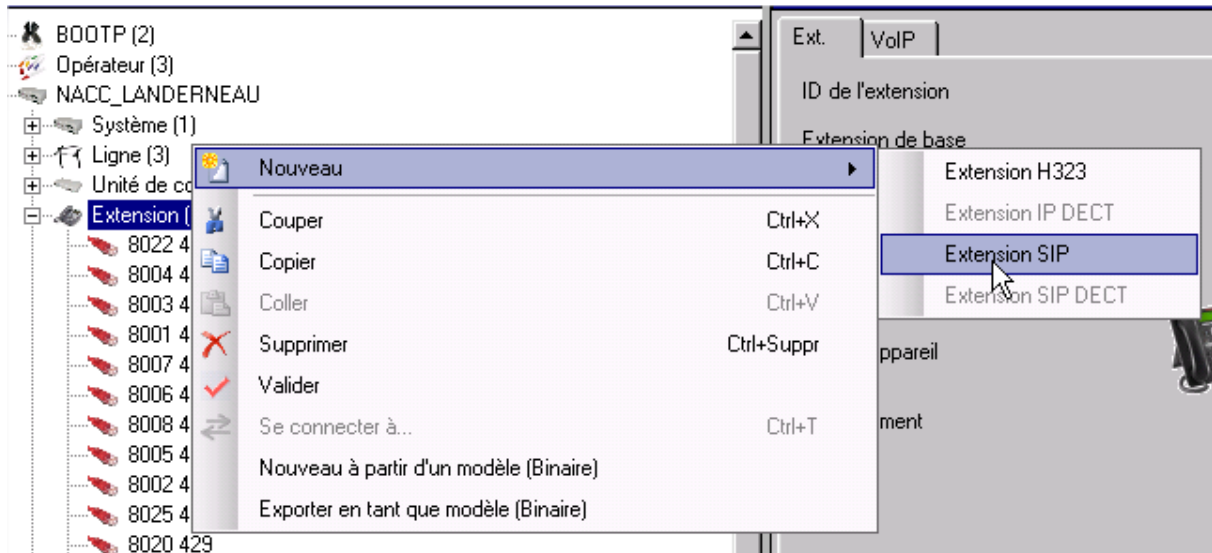 BOOTP (2)
Opérateur (3)
NACC_LANDERNEAU
Système (1)
Ligne (3)
Unité de co
Extension (
8022 4
8004 4
8003 4
8001 4
8007 4
8006 4
8008 4
8005 4
8002 4
8025 4
8020 429
Nouveau
Couper Ctrl+X
Copier Ctrl+C
Coller Ctrl+V
Supprimer Ctrl+Suppr
Valider
Se connecter à... Ctrl+T
Nouveau à partir d'un modèle (Binaire)
Exporter en tant que modèle (Binaire)
Extension H323
Extension IP DECT
Extension SIP
Extension SIP DECT
Ext. VoIP
ID de l'extension
Extension de base
ppareil
ment